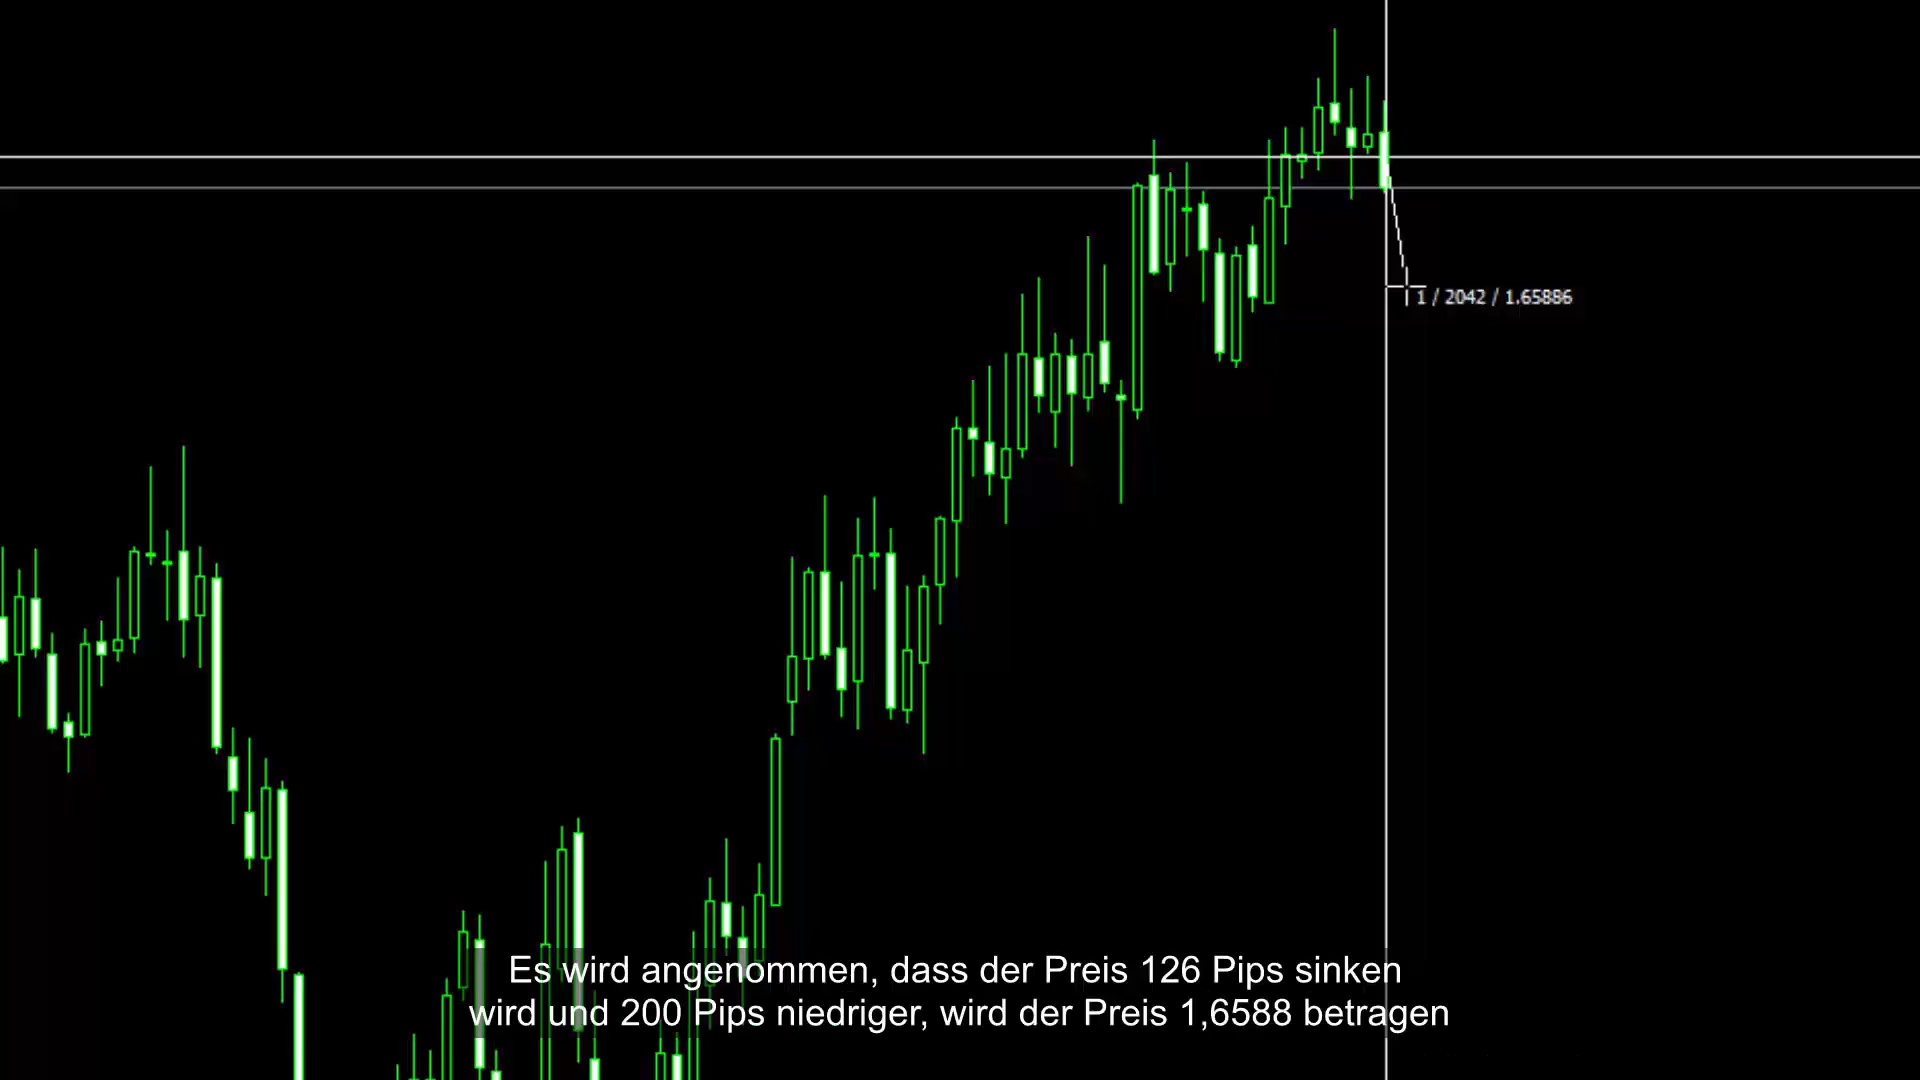 1 / 2042 / 1.65886
Es wird angenommen, dass der Preis 126 Pips sinken
wird und 200 Pips niedriger, wird der Preis 1,6588 betragen